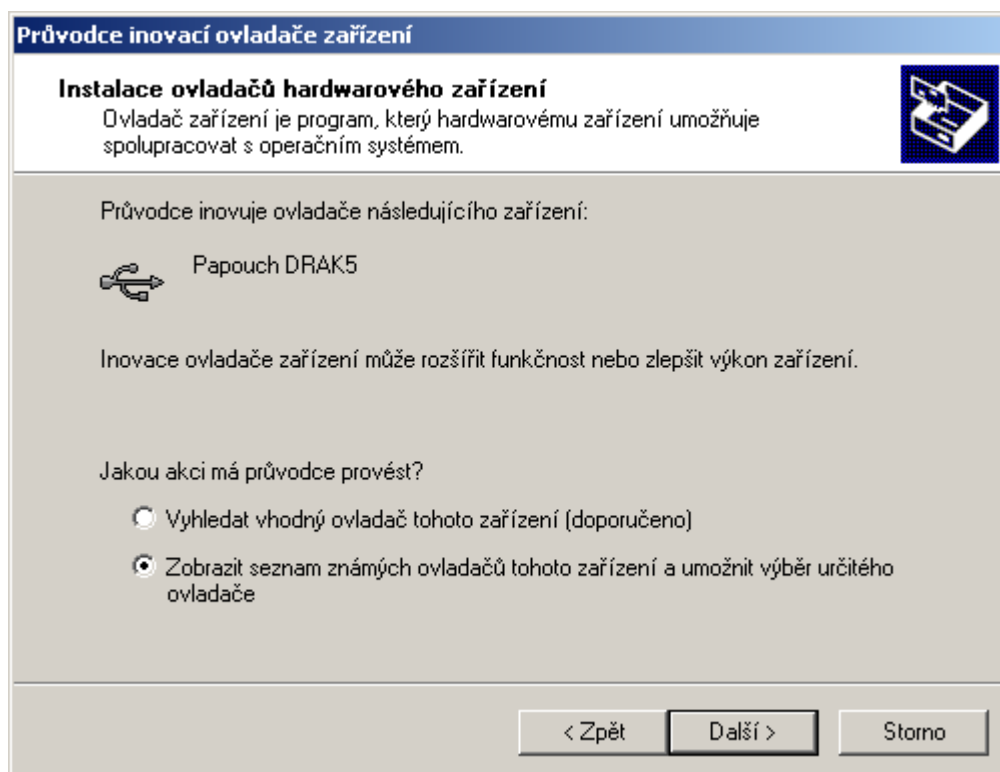 Průvodce inovací ovladače zařízení
Instalace ovladačů hardwarového zařízení
Ovladač zařízení je program, který hardwarovému zařízení umožňuje
spolupracovat s operačním systémem.
Průvodce inovuje ovladače následujícího zařízení:
Papouch DRAK5
Inovace ovladače zařízení může rozšířit funkčnost nebo zlepšit výkon zařízení.
Jakou akci má průvodce provést?
Vyhledat vhodný ovladač tohoto zařízení (doporučeno)
Zobrazit seznam známých ovladačů tohoto zařízení a umožnit výběr určitého
ovladače
< Zpět Další > Storno